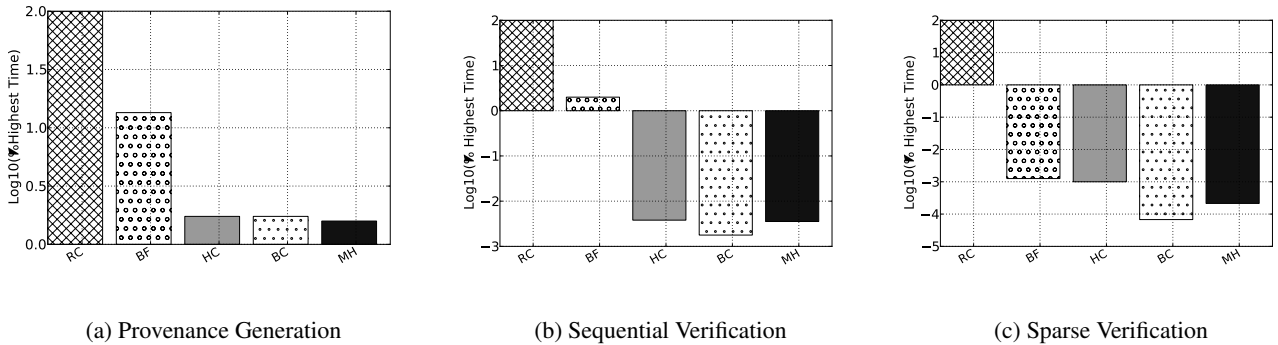 2.0
1.5
1.0
0.5
0.0
Log10(% Highest Time)
RC BF HC BC MH
(a) Provenance Generation
2
1
0
−1
−2
−3
Log10(% Highest Time)
RC BF HC BC MH
(b) Sequential Verification
2
1
0
−1
−2
−3
−4
−5
Log10(% Highest Time)
RC BF HC BC MH
(c) Sparse Verification